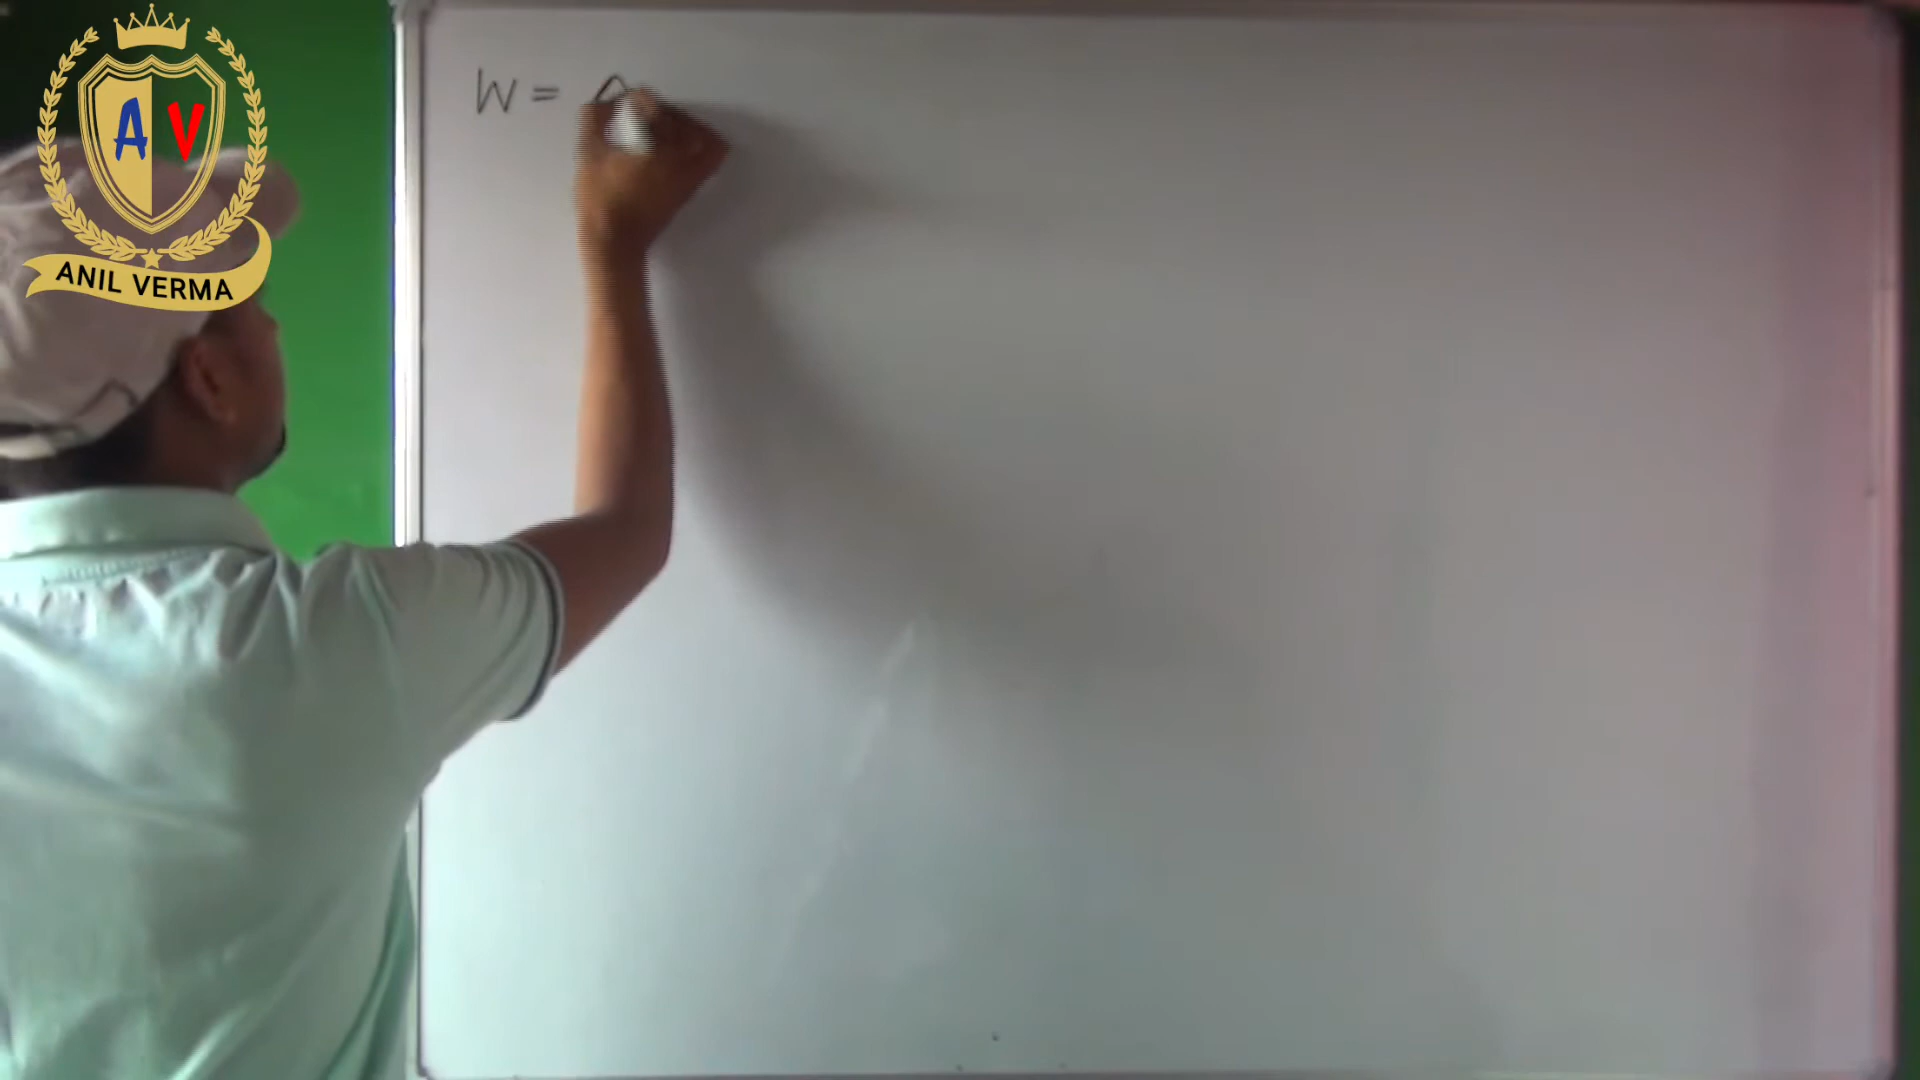 A V
ANIL VERMA
W =